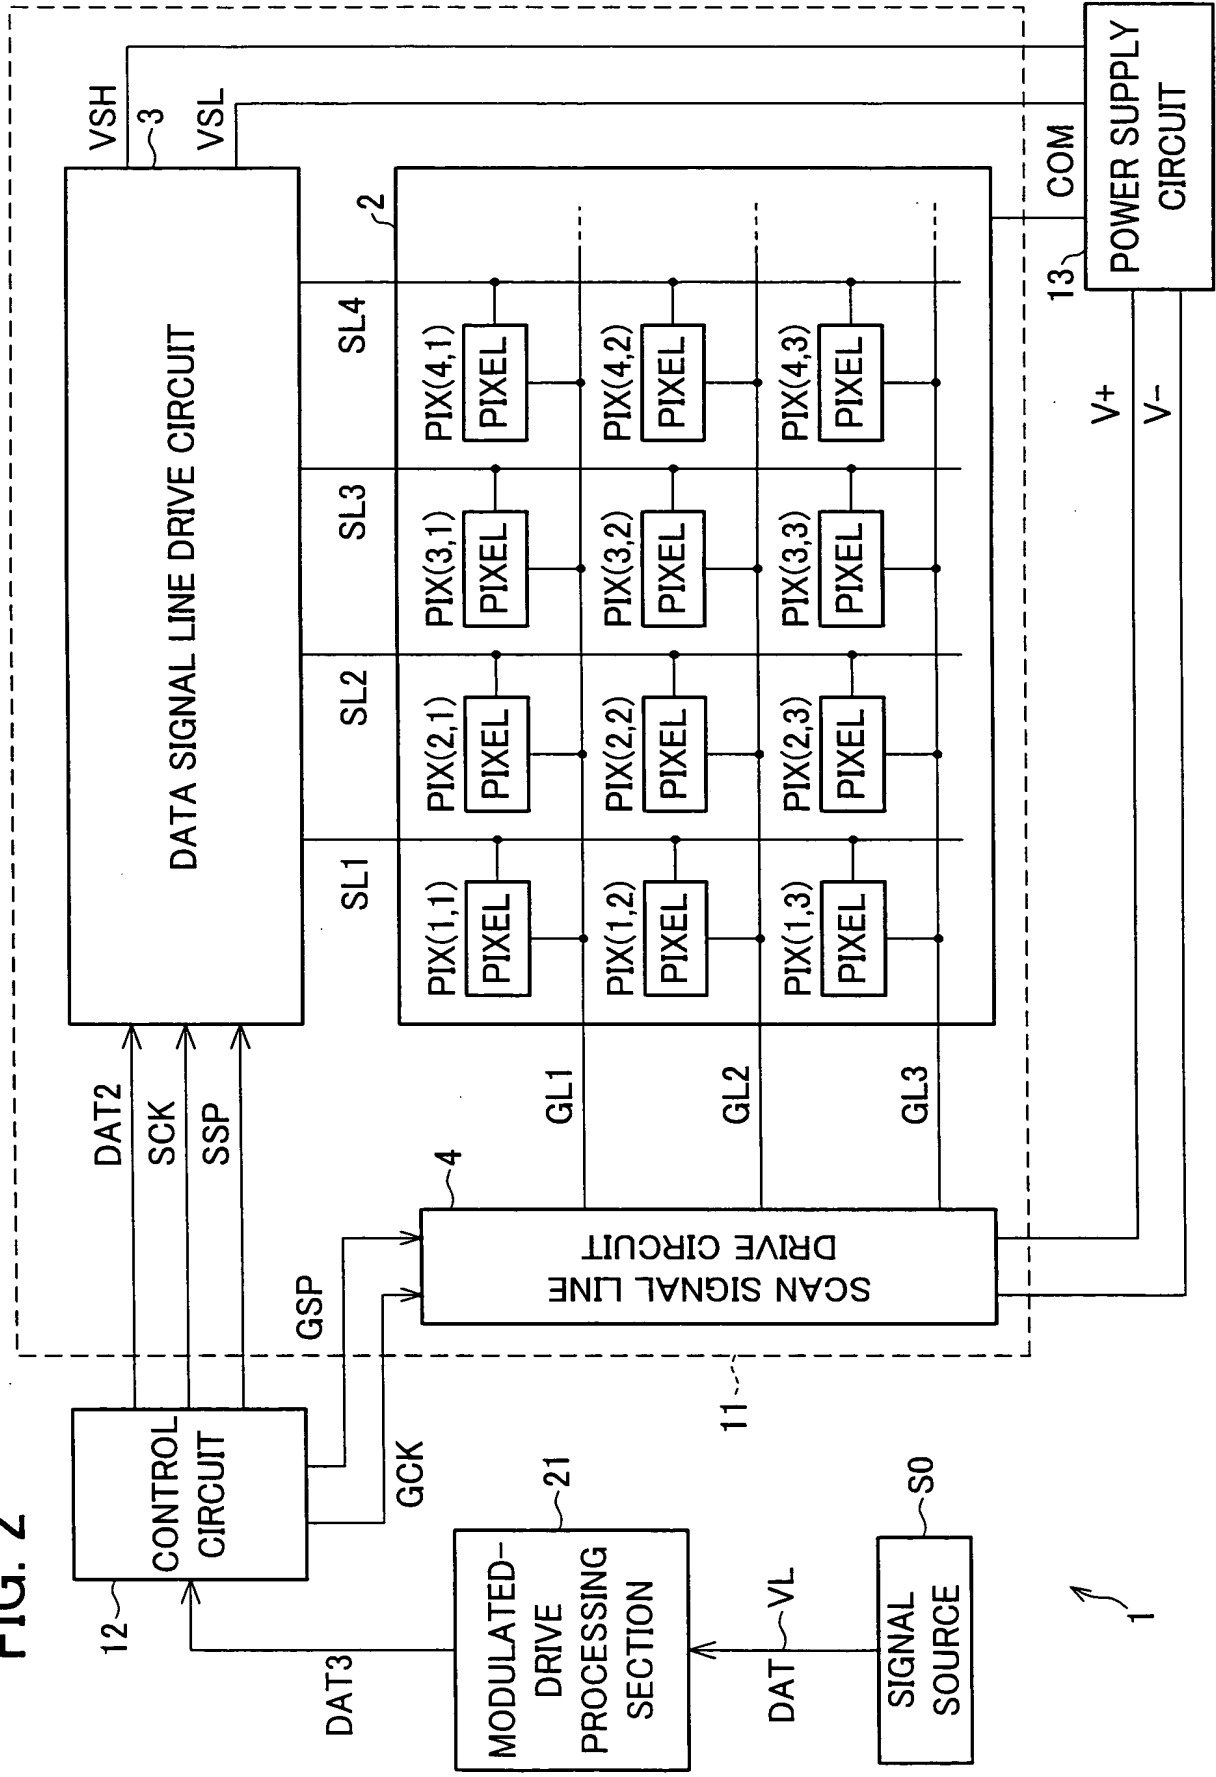 FIG. 2
VSH
3
VSL
DATA SIGNAL LINE DRIVE CIRCUIT
DAT2
SCK
SSP
CONTROL
CIRCUIT
12
GSP
GCK
SL1
SL2
SL3
SL4
2
PIX(1,1)
PIXEL
PIX(2,1)
PIXEL
PIX(3,1)
PIXEL
PIX(4,1)
PIXEL
GL1
PIX(1,2)
PIXEL
PIX(2,2)
PIXEL
PIX(3,2)
PIXEL
PIX(4,2)
PIXEL
GL2
PIX(1,3)
PIXEL
PIX(2,3)
PIXEL
PIX(3,3)
PIXEL
PIX(4,3)
PIXEL
GL3
4
SCAN SIGNAL LINE
DRIVE CIRCUIT
11
COM
13
POWER SUPPLY
CIRCUIT
V+
V-
DAT3
21
MODULATED-
DRIVE
PROCESSING
SECTION
DAT
VL
S0
SIGNAL
SOURCE
1